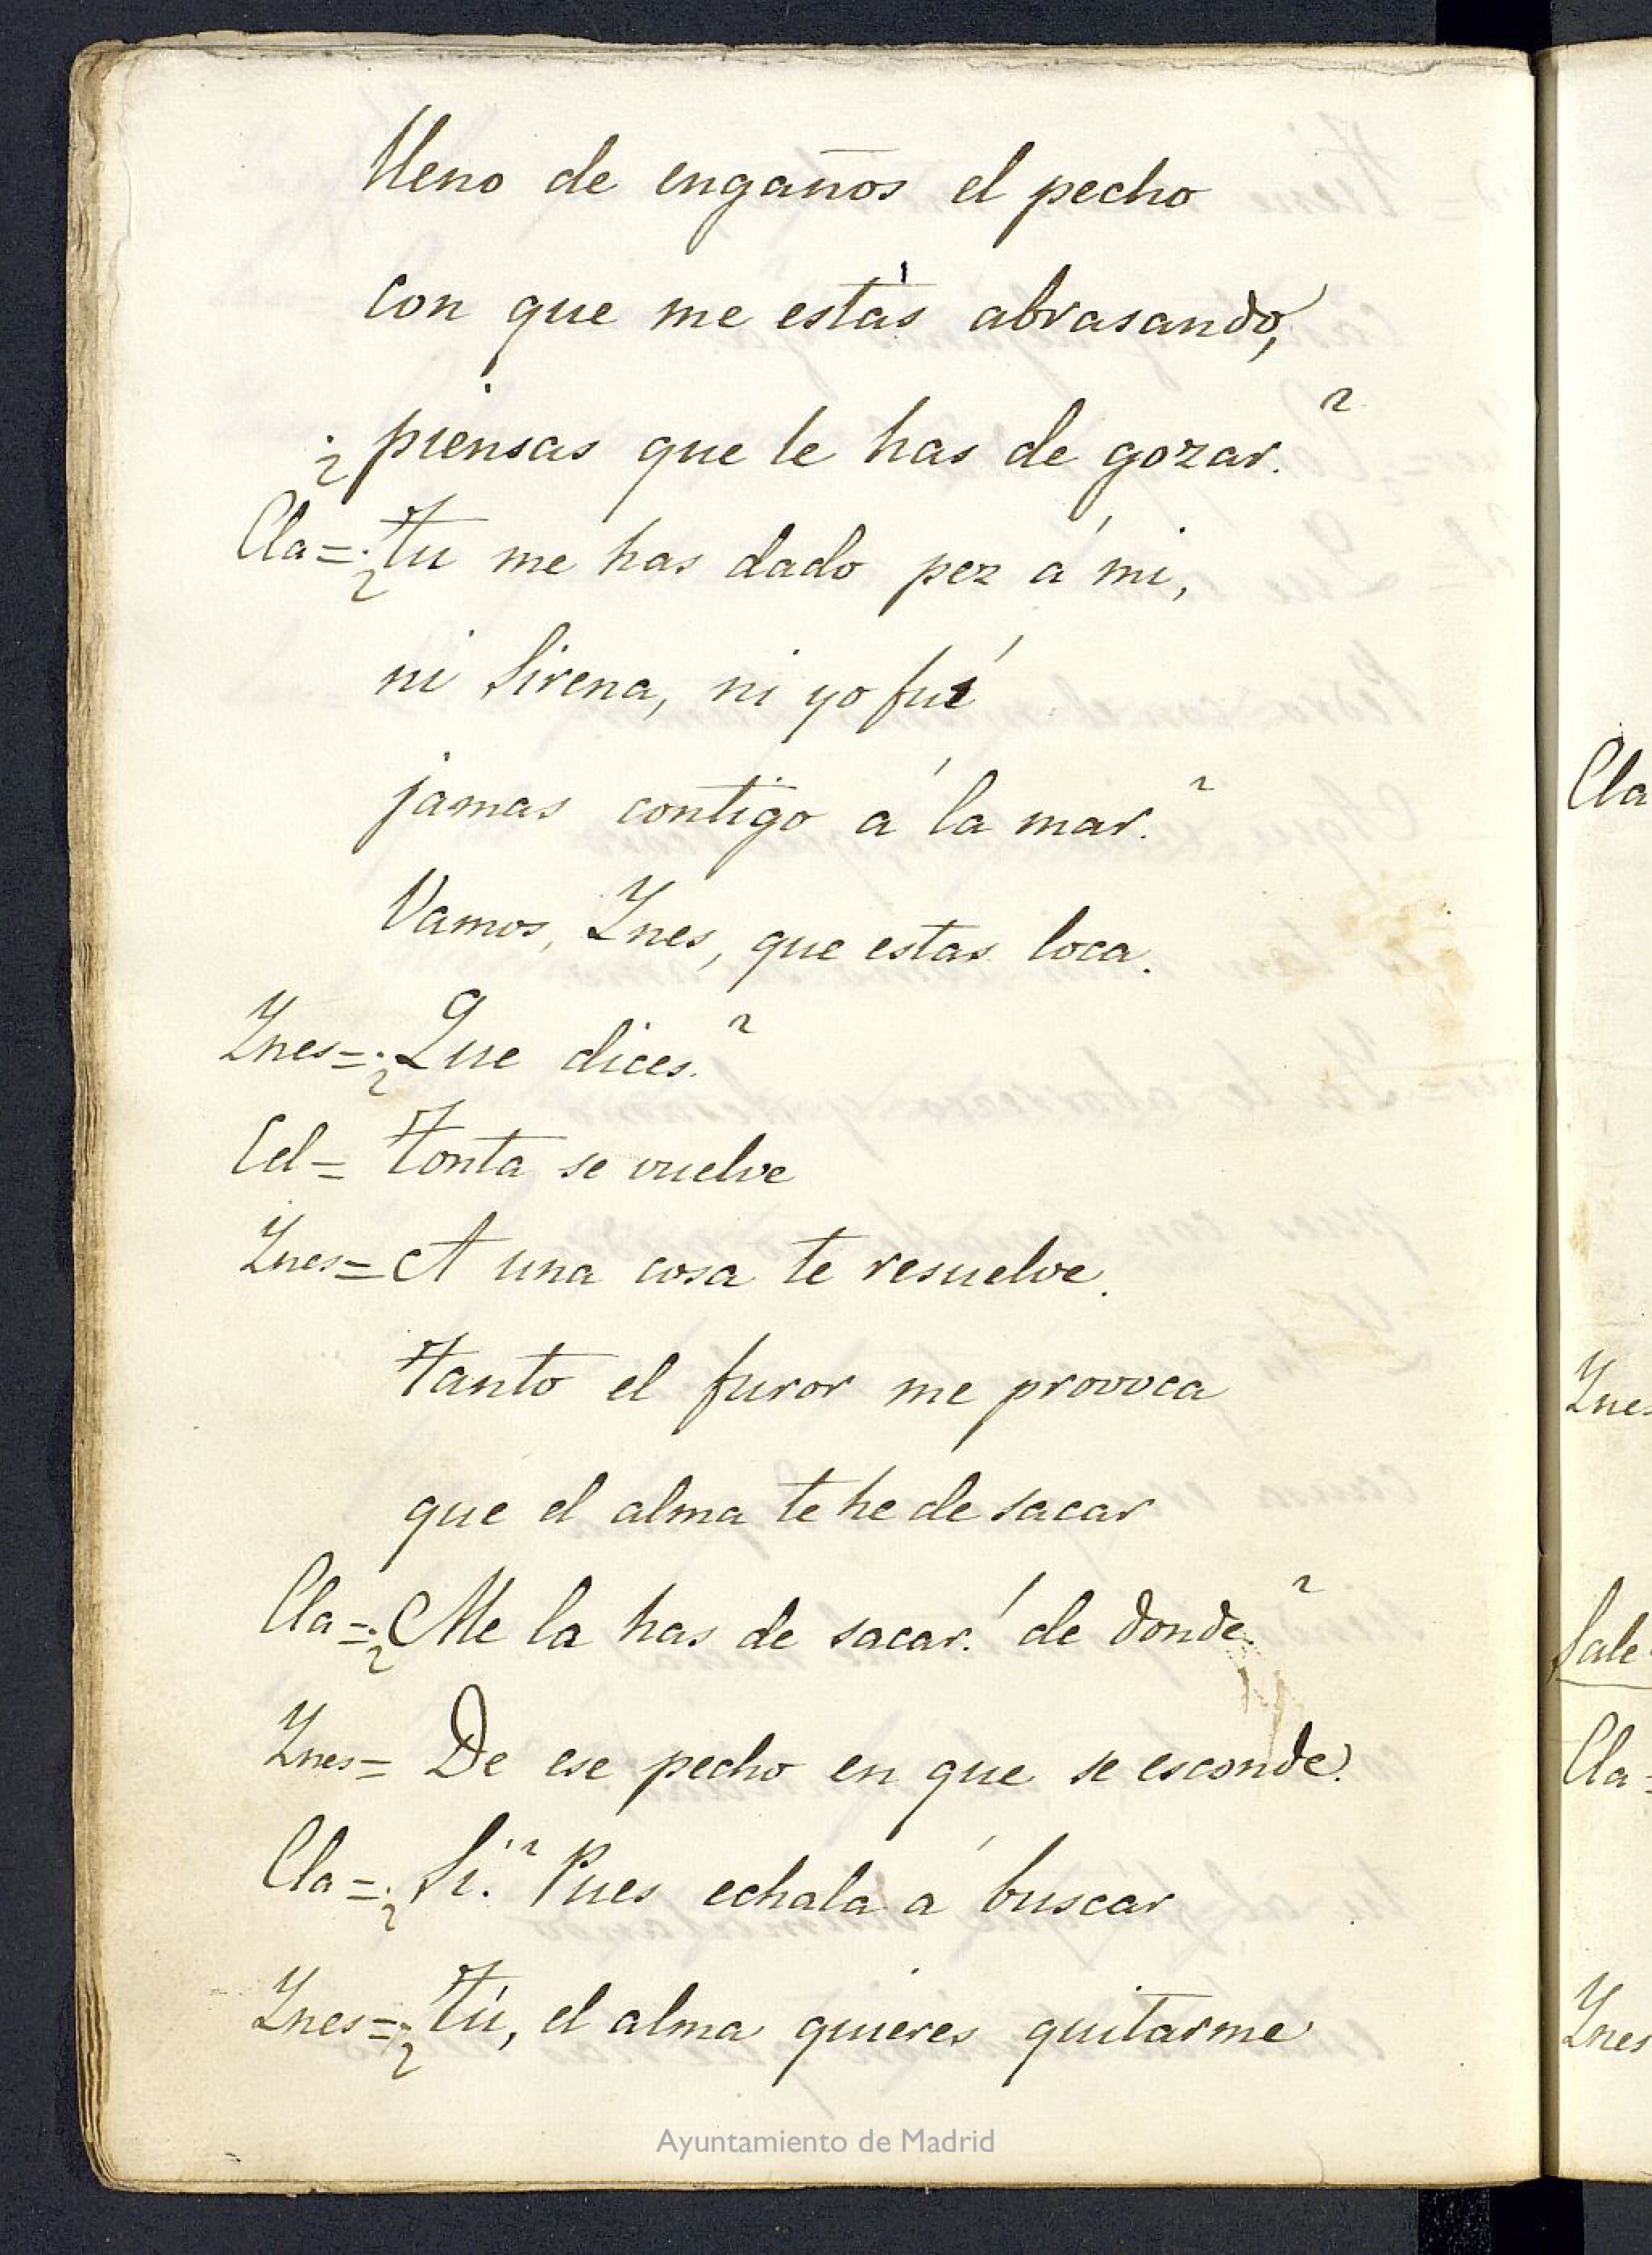 lleno de engaños el pecho
con que me estás abrasando,
¿piensas que le has de gozar?
Cla=¿Tu me has dado pez á mi,
ni Sirena, ni yo fuí
jamas contigo á la mar?
Vamos, Ynes, que estas loca.
Ynes=¿Que dices?
Cel= Tonta se vuelve
Ynes= A una cosa te resuelve.
Tanto el furor me provoca
que el alma te he de sacar
Cla=¿Me la has de sacar! de donde?
Ynes= De ese pecho en que se esconde.
Cla=¿Si? Pues echala á buscar
Ynes=¿Tú, el alma quieres quitarme
Ayuntamiento de Madrid
Cla
Ynes
Sale
Cla=
Ynes